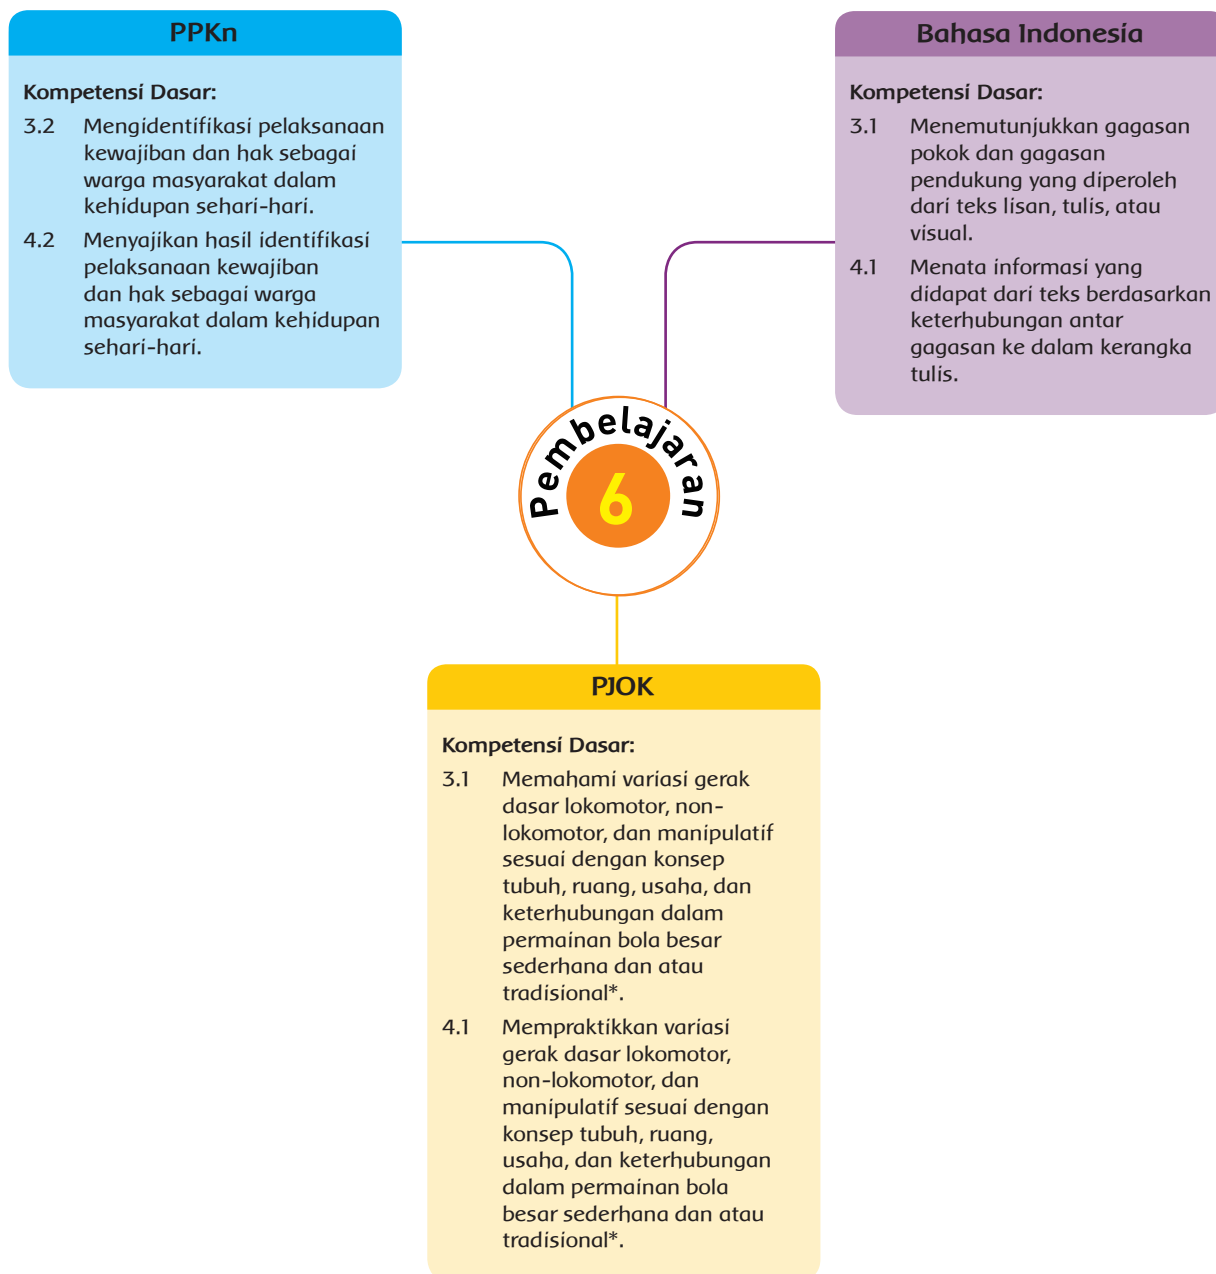 PPKn
Kompetensi Dasar:
3.2 Mengidentifikasi pelaksanaan
kewajiban dan hak sebagai
warga masyarakat dalam
kehidupan sehari-hari.
4.2 Menyajikan hasil identifikasi
pelaksanaan kewajiban
dan hak sebagai warga
masyarakat dalam kehidupan
sehari-hari.
Bahasa Indonesia
Kompetensi Dasar:
3.1 Menemutunjukkan gagasan
pokok dan gagasan
pendukung yang diperoleh
dari teks lisan, tulis, atau
visual.
4.1 Menata informasi yang
didapat dari teks berdasarkan
keterhubungan antar
gagasan ke dalam kerangka
tulis.
Pembelajaran
6
PJOK
Kompetensi Dasar:
3.1 Memahami variasi gerak
dasar lokomotor, non-
lokomotor, dan manipulatif
sesuai dengan konsep
tubuh, ruang, usaha, dan
keterhubungan dalam
permainan bola besar
sederhana dan atau
tradisional*.
4.1 Mempraktikkan variasi
gerak dasar lokomotor,
non-lokomotor, dan
manipulatif sesuai dengan
konsep tubuh, ruang,
usaha, dan keterhubungan
dalam permainan bola
besar sederhana dan atau
tradisional*.